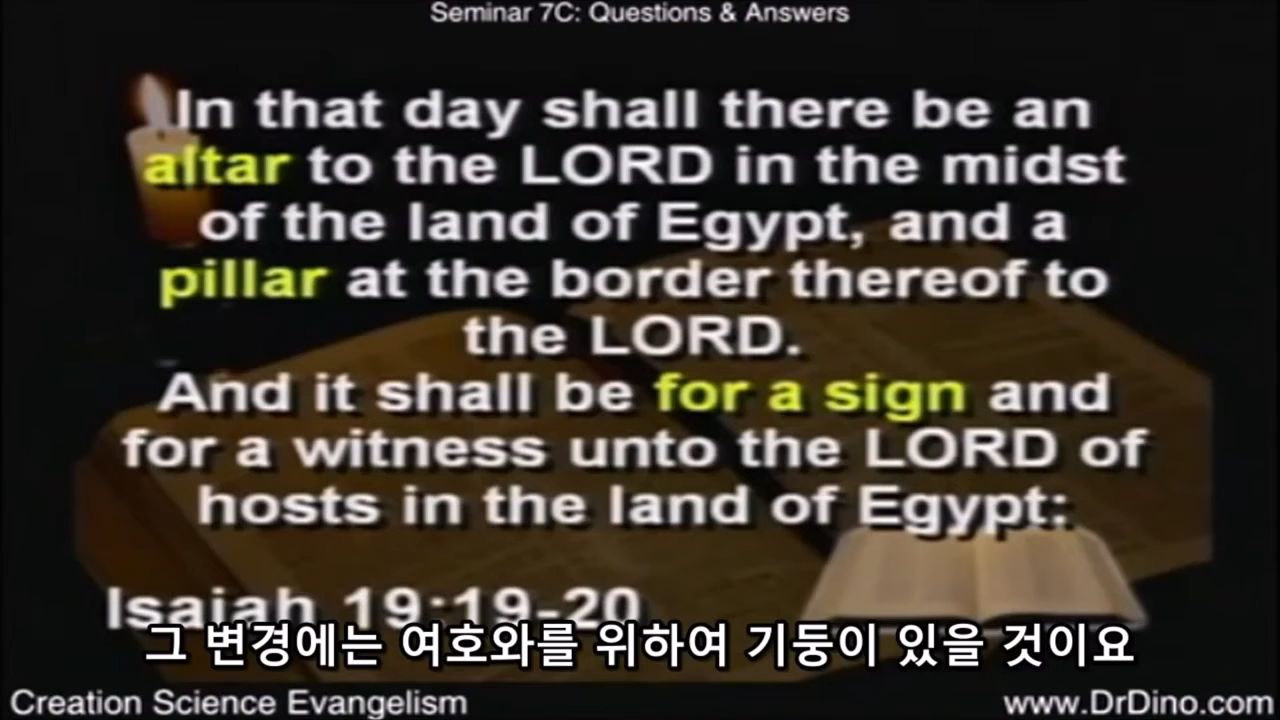 Seminar 7C: Questions & Answers
In that day shall there be an
altar to the LORD in the midst
of the land of Egypt, and a
pillar at the border thereof to
the LORD.
And it shall be for a sign and
for a witness unto the LORD of
hosts in the land of Egypt:
Isaiah 19:19-20
그 변경에는 여호와를 위하여 기둥이 있을 것이요
Creation Science Evangelism
www.DrDino.com